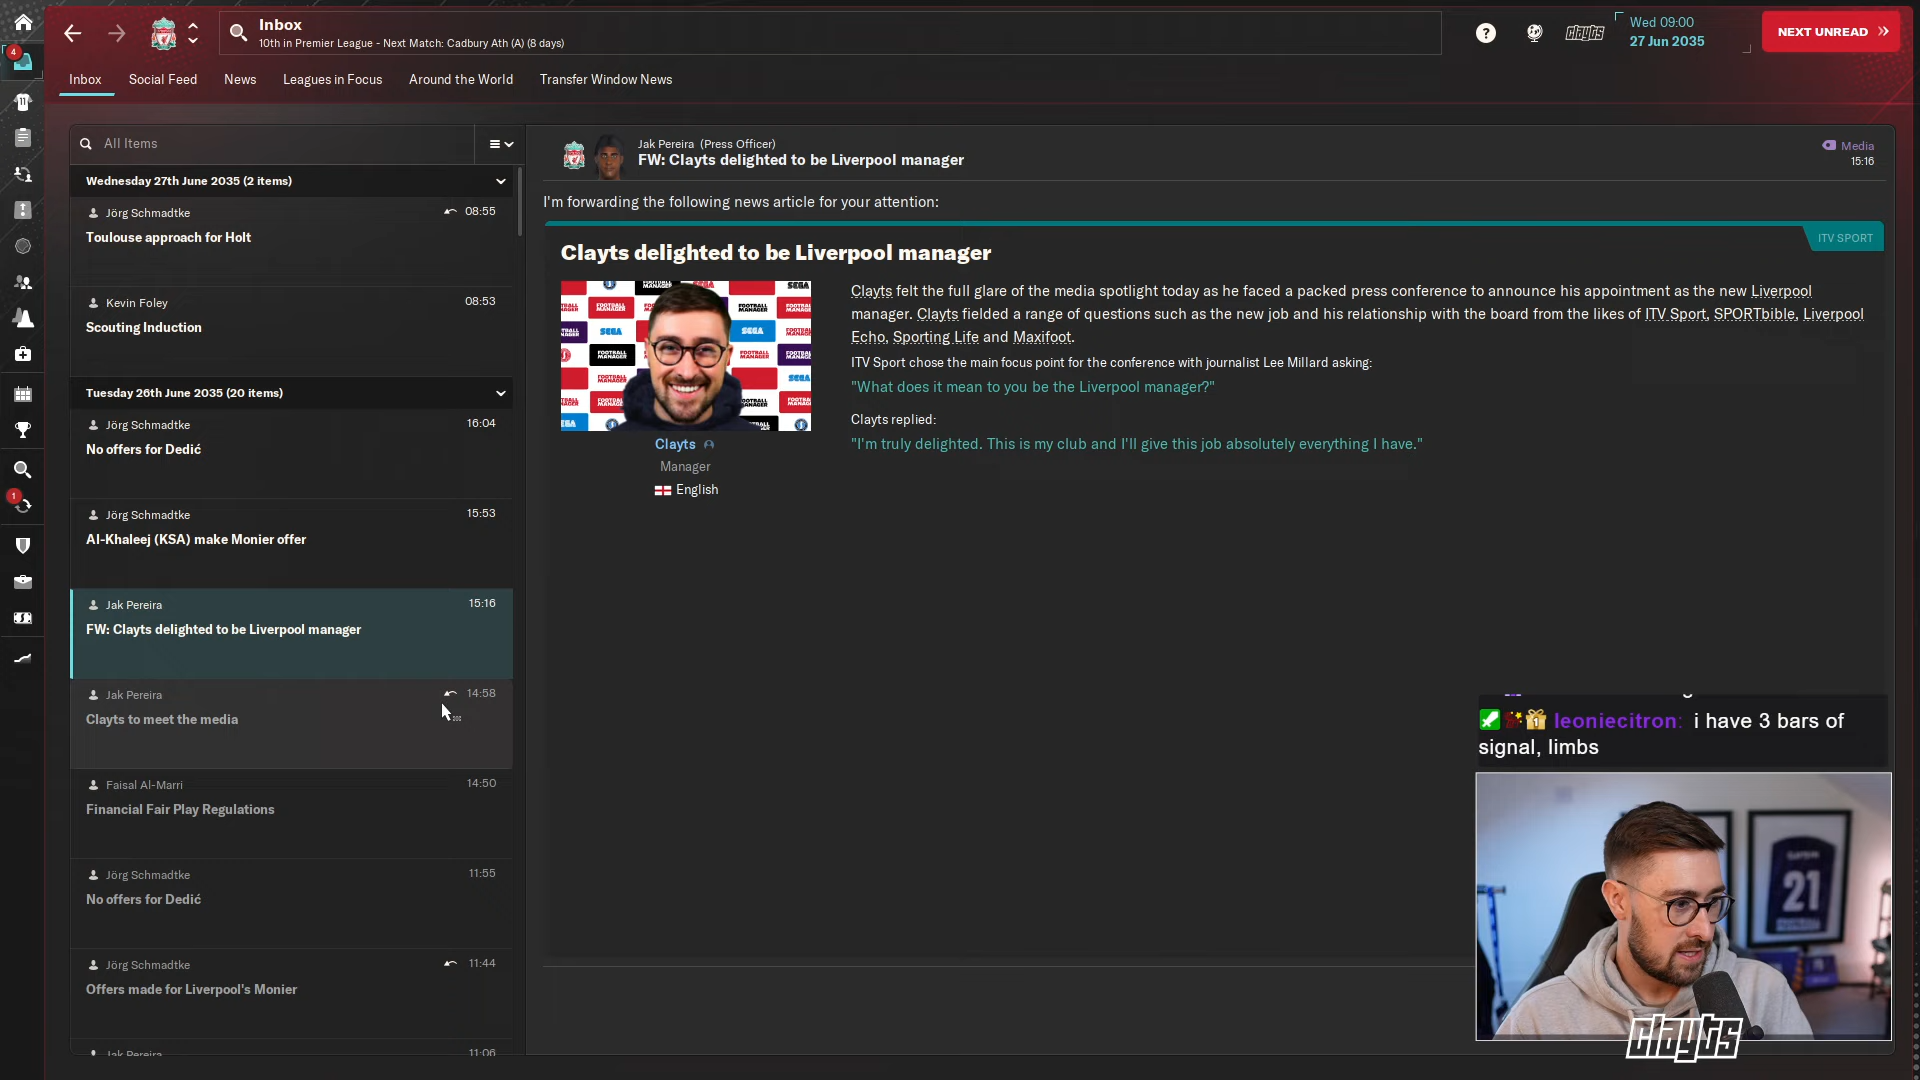 4
Inbox
10th in Premier League - Next Match: Cadbury Ath (A) (8 days)
clayts
Wed 09:00
27 Jun 2035
NEXT UNREAD
Inbox
Social Feed
News
Leagues in Focus
Around the World
Transfer Window News
All Items
Wednesday 27th June 2035 (2 items)
Jörg Schmadtke
08:55
Toulouse approach for Holt
Kevin Foley
08:53
Scouting Induction
Tuesday 26th June 2035 (20 items)
Jörg Schmadtke
16:04
No offers for Dedić
1
Jörg Schmadtke
15:53
Al-Khaleej (KSA) make Monier offer
Jak Pereira
15:16
FW: Clayts delighted to be Liverpool manager
Jak Pereira
14:58
Clayts to meet the media
Faisal Al-Marri
14:50
Financial Fair Play Regulations
Jörg Schmadtke
11:55
No offers for Dedić
Jörg Schmadtke
11:44
Offers made for Liverpool's Monier
Jak Pereira
11:06
Jak Pereira (Press Officer)
FW: Clayts delighted to be Liverpool manager
Media
15:16
I'm forwarding the following news article for your attention:
ITV SPORT
Clayts delighted to be Liverpool manager
FOOTBALL MANAGER
SEGA
Clayts
Manager
English
Clayts felt the full glare of the media spotlight today as he faced a packed press conference to announce his appointment as the new Liverpool
manager. Clayts fielded a range of questions such as the new job and his relationship with the board from the likes of ITV Sport, SPORTbible, Liverpool
Echo, Sporting Life and Maxifoot.
ITV Sport chose the main focus point for the conference with journalist Lee Millard asking:
"What does it mean to you be the Liverpool manager?"
Clayts replied:
"I'm truly delighted. This is my club and I'll give this job absolutely everything I have."
leoniecitron: i have 3 bars of
signal, limbs
21
clayts